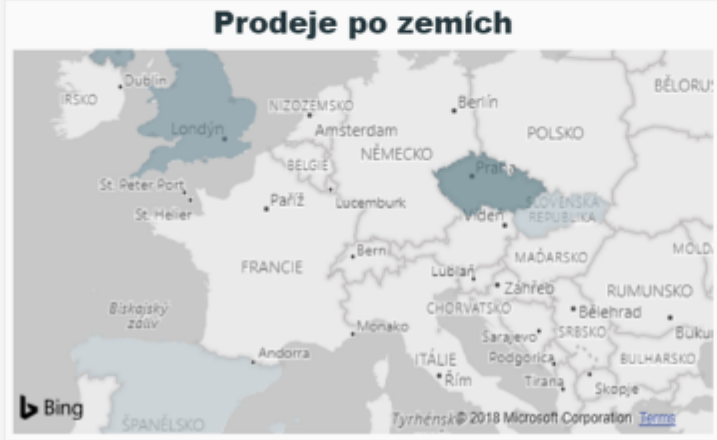 Prodeje po zemích
Dublin
RSKO
BĚLORUS
NIZOZEMSKO
Berlín
Londýn
Amsterdam
POLSKO
NĚMECKO
BELGIE
Praha
St. Peter Port
Paříž
Lucemburk
SLOVENSKÁ
REPUBLIKA
St. Helier
Vídeň
Bern
MAĎARSKO
MOLD
Lublaň
FRANCIE
Záhřeb
RUMUNSKO
Biskajský
záliv
CHORVATSKO
Bělehrad
Monako
Sarajevo
SRBSKO
Buku
Andorra
ITÁLIE
Podgorica
BULHARSKO
Řím
Tirana
Skopje
Bing
ŠPANĚLSKO
Tyrhénsk © 2018 Microsoft Corporation Terms